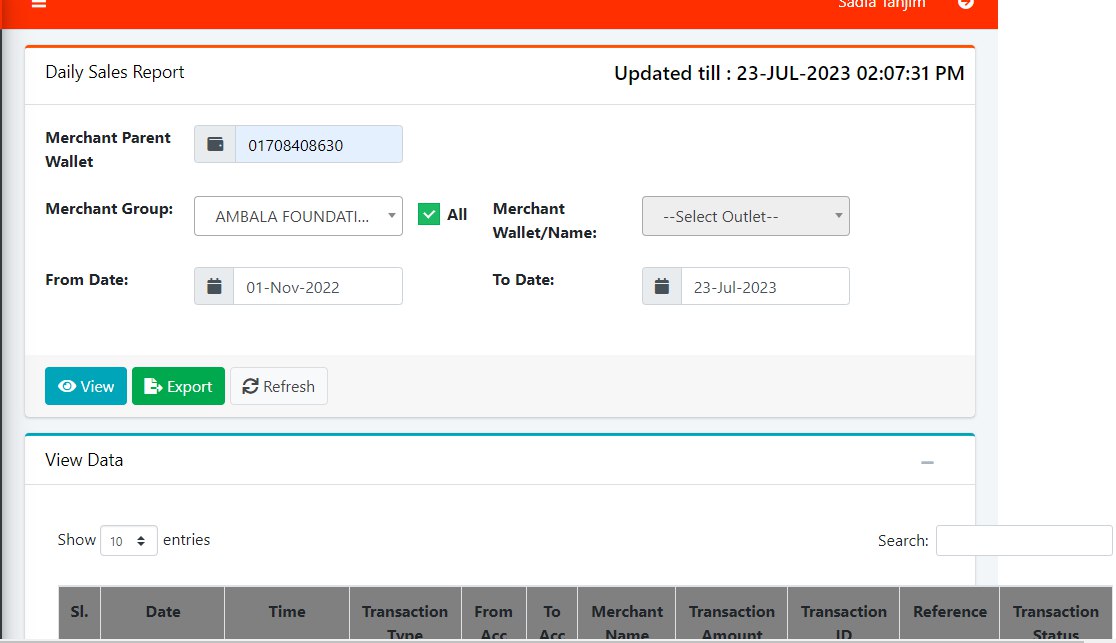 Sadia Tanjim
Daily Sales Report
Updated till : 23-JUL-2023 02:07:31 PM
Merchant Parent
Wallet
01708408630
Merchant Group:
AMBALA FOUNDATI...
All
Merchant
Wallet/Name:
--Select Outlet--
From Date:
01-Nov-2022
To Date:
23-Jul-2023
View
Export
Refresh
View Data
Show 10 entries
Search:
Sl.
Date
Time
Transaction
Type
From
Acc
To
Acc
Merchant
Name
Transaction
Amount
Transaction
ID
Reference
Transaction
Status